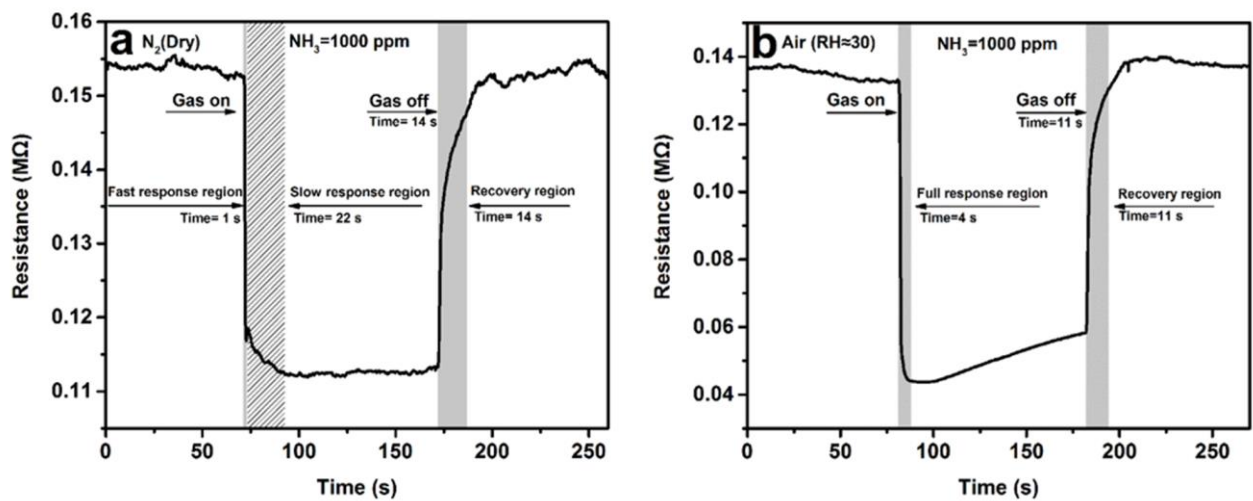 a
N₂(Dry)
NH₃=1000 ppm
Gas on
Gas off
Time= 14 s
Fast response region
Time= 1 s
Slow response region
Time= 22 s
Recovery region
Time= 14 s
0.16
0.15
0.14
0.13
0.12
0.11
Resistance (MΩ)
0
50
100
150
200
250
Time (s)
b
Air (RH≈30)
NH₃=1000 ppm
Gas on
Gas off
Time=11 s
Full response region
Time=4 s
Recovery region
Time=11 s
0.14
0.12
0.10
0.08
0.06
0.04
Resistance (MΩ)
0
50
100
150
200
250
Time (s)